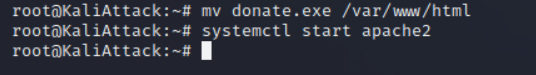 root@KaliAttack:~# mv donate.exe /var/www/html
root@KaliAttack:~# systemctl start apache2
root@KaliAttack:~#